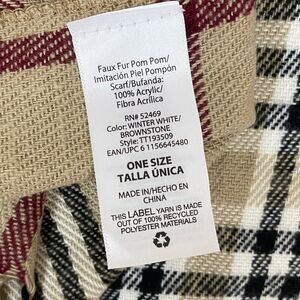 Faux Fur Pom Pom/
Imitación Piel Pompón
Scarf/Bufanda:
100% Acrylic/
Fibra Acrílica
RN# 52469
Color: WINTER WHITE/
BROWNSTONE
Style: TT193509
EAN/UPC 6 1156645480
ONE SIZE
TALLA ÚNICA
MADE IN/HECHO EN
CHINA
THIS LABEL YARN IS MADE
OUT OF 100% RECYCLED
POLYESTER MATERIALS